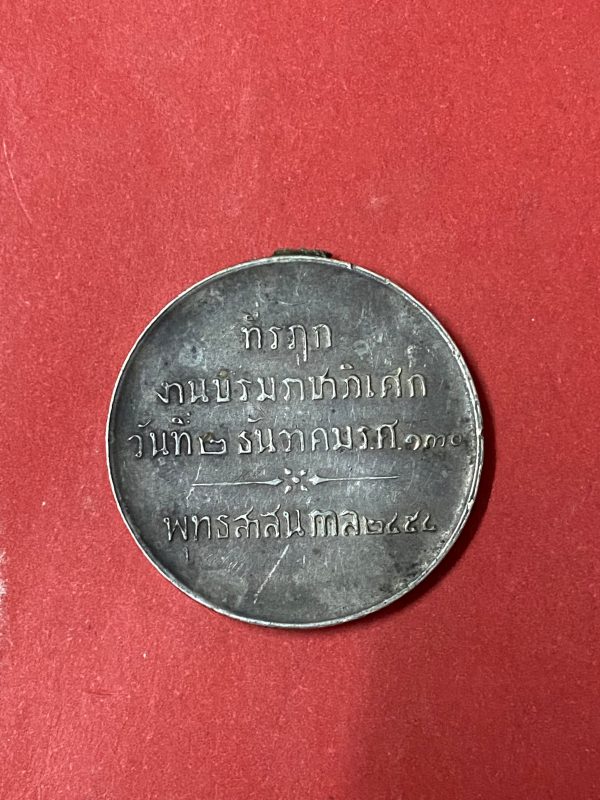 ที่รฦก
งานบรมราชาภิเศก
วันที่ ๒ ธันวาคม ร.ศ. ๑๓๐
พุทธสาสนกาล ๒๔๕๔